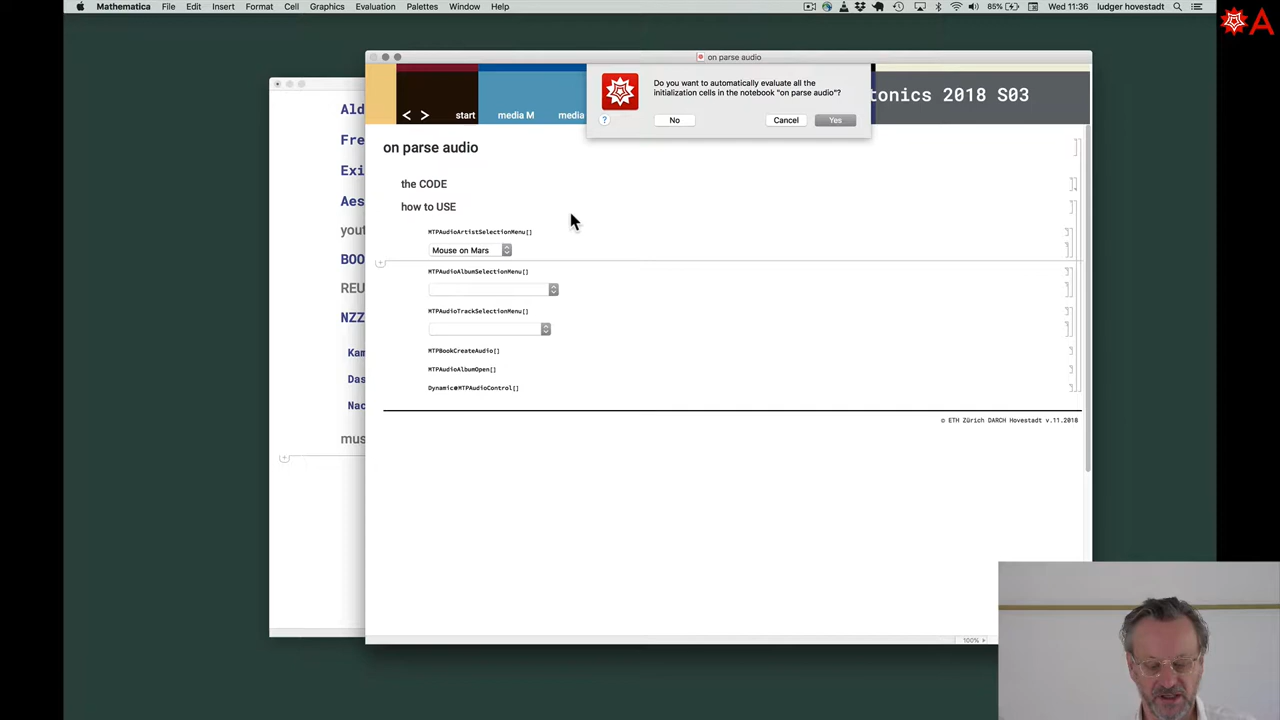 Mathematica File Edit Insert Format Cell Graphics Evaluation Palettes Window Help
85% Wed 11:36 ludger hovestadt
A
on parse audio
Do you want to automatically evaluate all the
initialization cells in the notebook "on parse audio"?
? No Cancel Yes
< > start media M media
tonics 2018 S03
on parse audio
the CODE
how to USE
MTPAudioArtistSelectionMenu[]
Mouse on Mars
MTPAudioAlbumSelectionMenu[]
MTPAudioTrackSelectionMenu[]
MTPBookCreateAudio[]
MTPAudioAlbumOpen[]
Dynamic@MTPAudioControl[]
© ETH Zürich DARCH Hovestadt v.11.2018
100%
Ald
Fre
Exi
Aes
yout
BOO
REU
NZZ
Kam
Das
Nac
mus